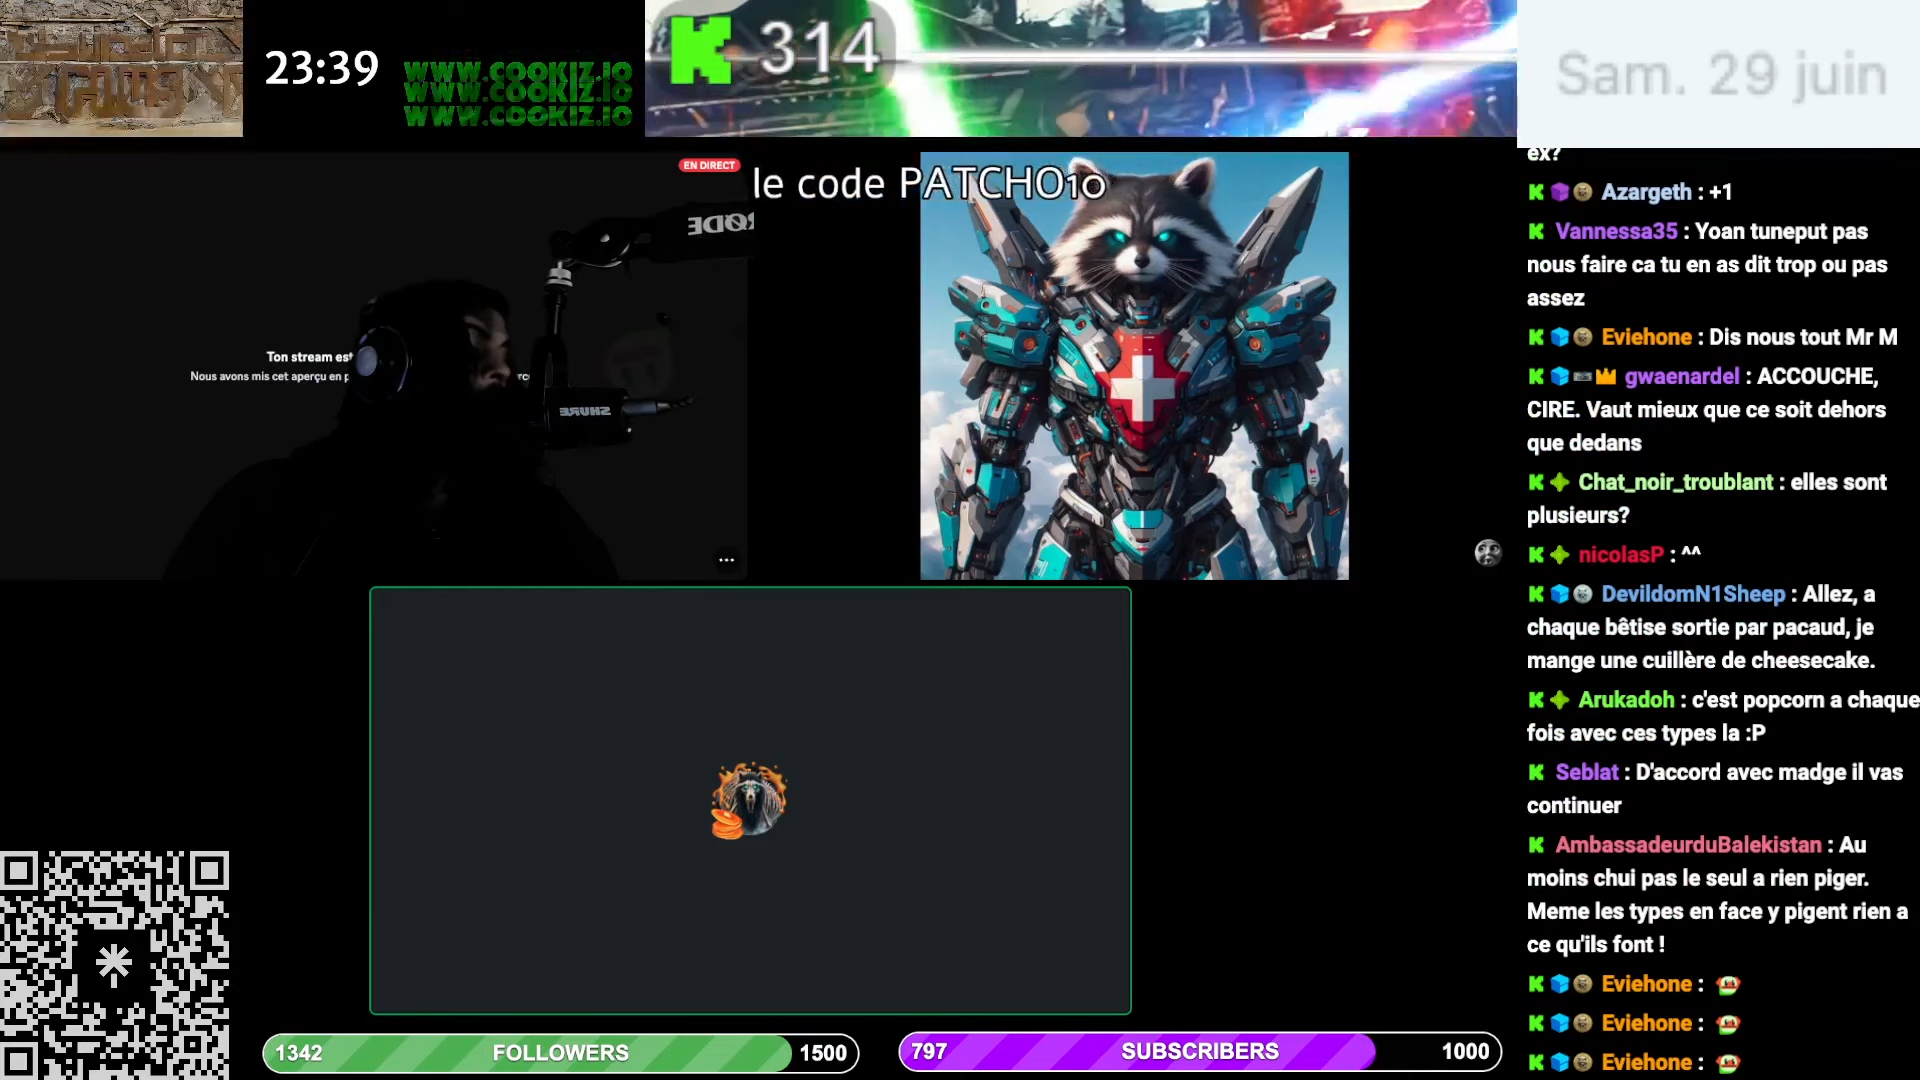 23:39
WWW.COOKIZ.IO
WWW.COOKIZ.IO
WWW.COOKIZ.IO
K 314
Sam. 29 juin
EN DIRECT
le code PATCHO10
RODE
Ton stream est
Nous avons mis cet aperçu en p
SHURE
ex?
Azargeth : +1
Vannessa35 : Yoan tuneput pas
nous faire ca tu en as dit trop ou pas
assez
Eviehone : Dis nous tout Mr M
gwaenardel : ACCOUCHE,
CIRE. Vaut mieux que ce soit dehors
que dedans
Chat_noir_troublant : elles sont
plusieurs?
nicolasP : ^^
DevildomN1Sheep : Allez, a
chaque bêtise sortie par pacaud, je
mange une cuillère de cheesecake.
Arukadoh : c'est popcorn a chaque
fois avec ces types la :P
Seblat : D'accord avec madge il vas
continuer
AmbassadeurduBalekistan : Au
moins chui pas le seul a rien piger.
Meme les types en face y pigent rien a
ce qu'ils font !
Eviehone :
Eviehone :
Eviehone :
1342 FOLLOWERS 1500
797 SUBSCRIBERS 1000